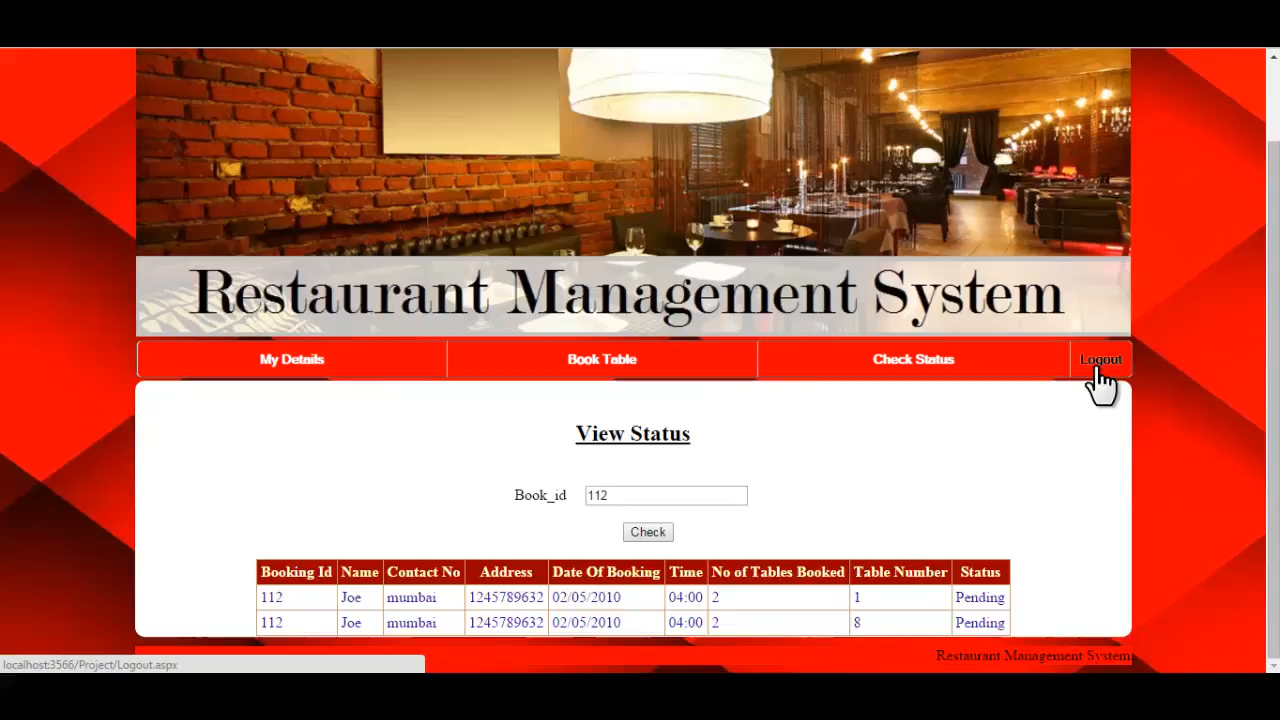 Restaurant Management System
My Details Book Table Check Status Logout
View Status
Book_id 112
Check
Booking Id Name Contact No Address Date Of Booking Time No of Tables Booked Table Number Status
112 Joe mumbai 1245789632 02/05/2010 04:00 2 1 Pending
112 Joe mumbai 1245789632 02/05/2010 04:00 2 8 Pending
Restaurant Management System
localhost:3566/Project/Logout.aspx